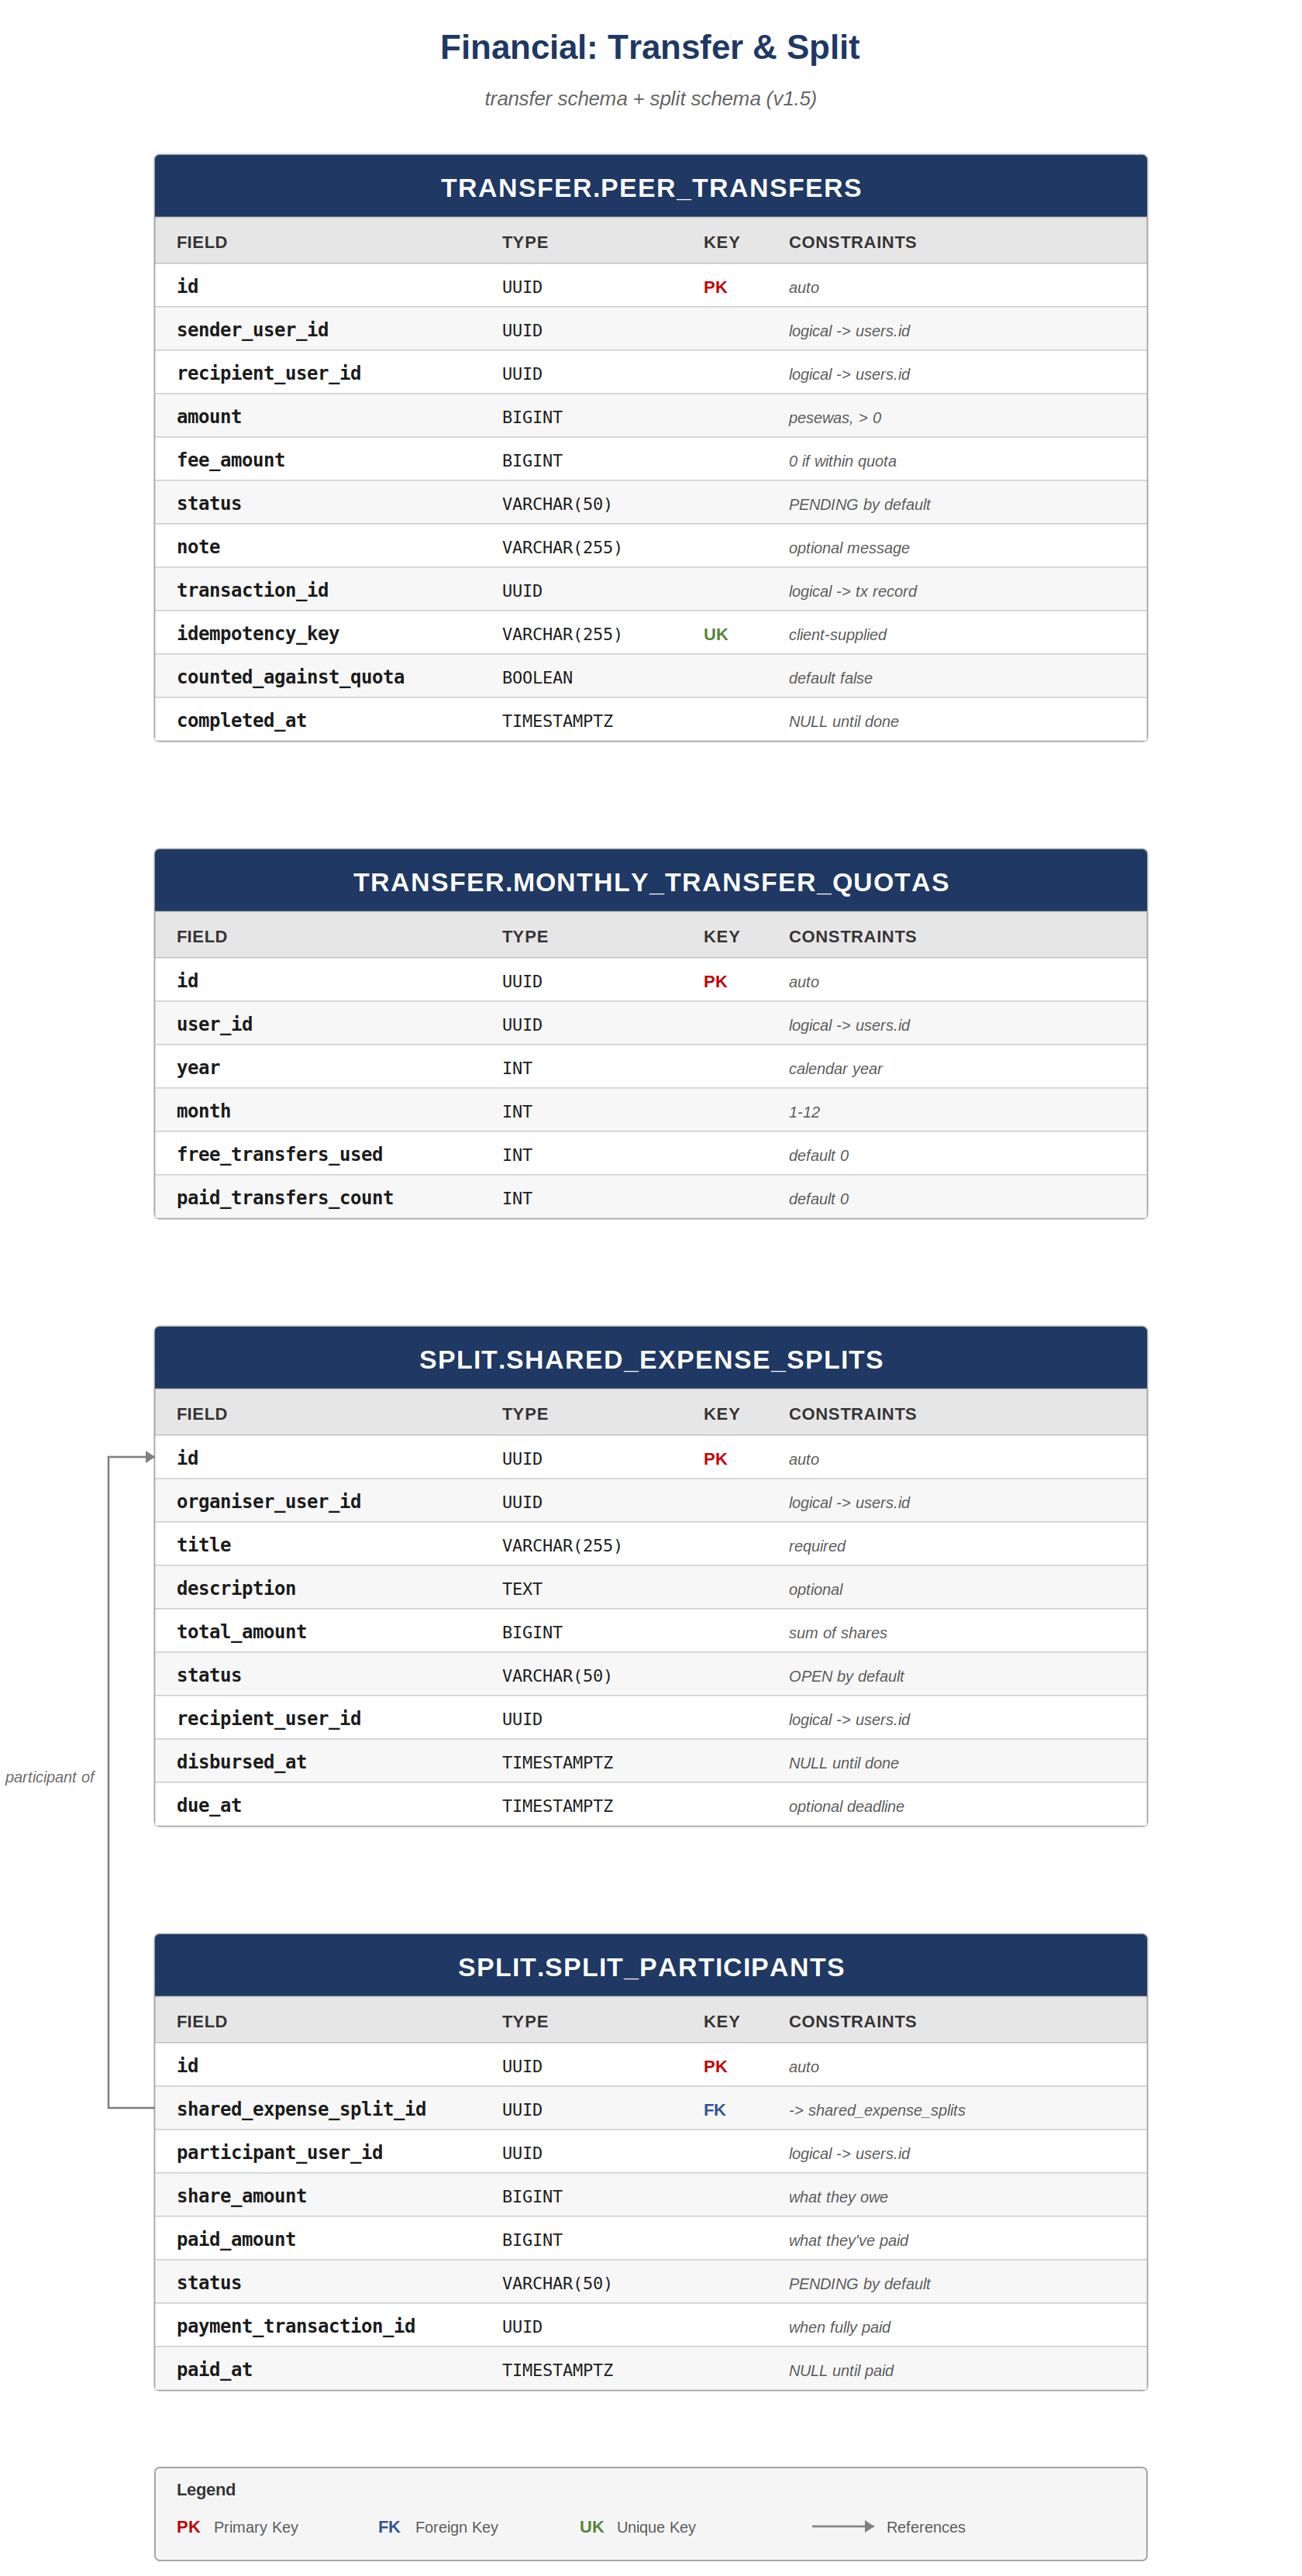 Financial: Transfer & Split
transfer schema + split schema (v1.5)
TRANSFER.PEER_TRANSFERS
FIELD TYPE KEY CONSTRAINTS
id UUID PK auto
sender_user_id UUID logical -> users.id
recipient_user_id UUID logical -> users.id
amount BIGINT pesewas, > 0
fee_amount BIGINT 0 if within quota
status VARCHAR(50) PENDING by default
note VARCHAR(255) optional message
transaction_id UUID logical -> tx record
idempotency_key VARCHAR(255) UK client-supplied
counted_against_quota BOOLEAN default false
completed_at TIMESTAMPTZ NULL until done
TRANSFER.MONTHLY_TRANSFER_QUOTAS
FIELD TYPE KEY CONSTRAINTS
id UUID PK auto
user_id UUID logical -> users.id
year INT calendar year
month INT 1-12
free_transfers_used INT default 0
paid_transfers_count INT default 0
SPLIT.SHARED_EXPENSE_SPLITS
FIELD TYPE KEY CONSTRAINTS
id UUID PK auto
organiser_user_id UUID logical -> users.id
title VARCHAR(255) required
description TEXT optional
total_amount BIGINT sum of shares
status VARCHAR(50) OPEN by default
recipient_user_id UUID logical -> users.id
disbursed_at TIMESTAMPTZ NULL until done
participant of
due_at TIMESTAMPTZ optional deadline
SPLIT.SPLIT_PARTICIPANTS
FIELD TYPE KEY CONSTRAINTS
id UUID PK auto
shared_expense_split_id UUID FK -> shared_expense_splits
participant_user_id UUID logical -> users.id
share_amount BIGINT what they owe
paid_amount BIGINT what they've paid
status VARCHAR(50) PENDING by default
payment_transaction_id UUID when fully paid
paid_at TIMESTAMPTZ NULL until paid
Legend
PK Primary Key FK Foreign Key UK Unique Key References